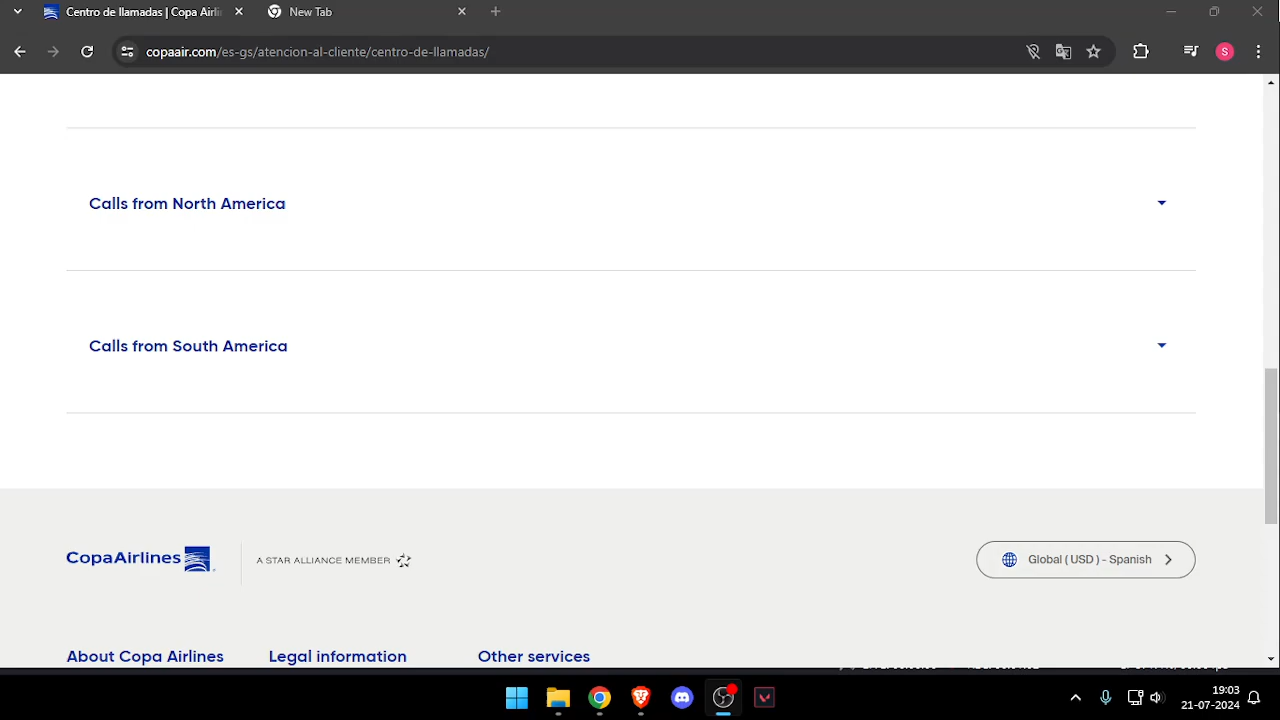 Centro de llamadas | Copa Airli
New Tab
copaair.com/es-gs/atencion-al-cliente/centro-de-llamadas/
S
Calls from North America
Calls from South America
CopaAirlines
A STAR ALLIANCE MEMBER
Global ( USD ) - Spanish
About Copa Airlines
Legal information
Other services
19:03
21-07-2024